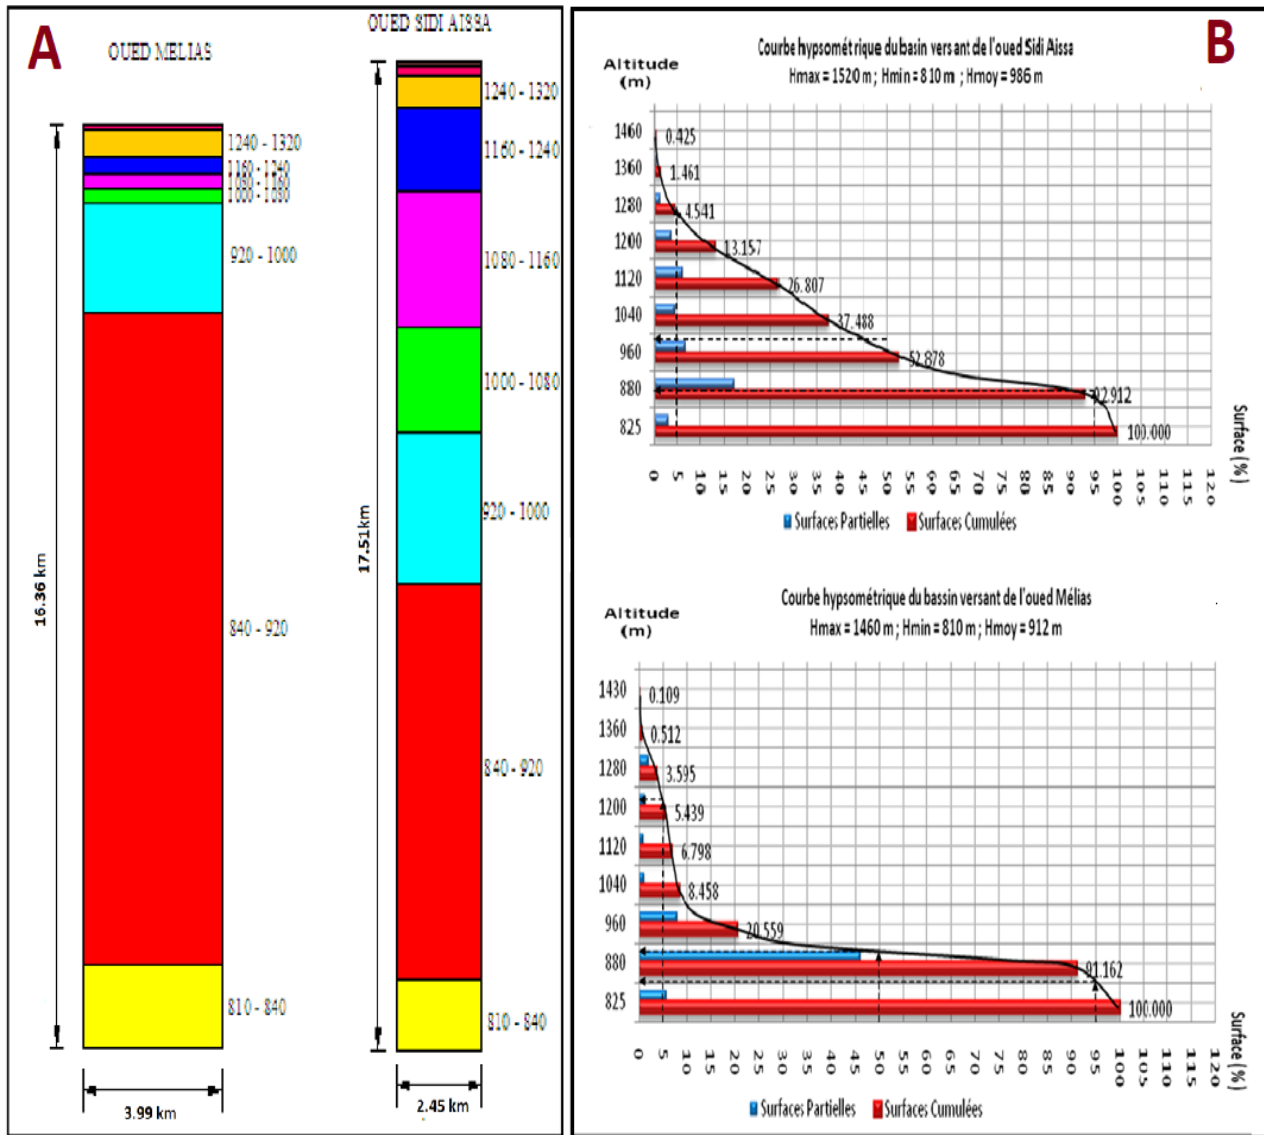 A
OUED MELIAS
OUED SIDI AISSA
1240 - 1320
1160 - 1240
1080 - 1160
1000 - 1080
920 - 1000
840 - 920
810 - 840
16.36 km
3.99 km
1240 - 1320
1160 - 1240
1080 - 1160
1000 - 1080
920 - 1000
840 - 920
810 - 840
17.51km
2.45 km
B
Courbe hypsométrique du basin versant de l'oued Sidi Aissa
Hmax = 1520 m ; Hmin = 810 m ; Hmoy = 986 m
Altitude
(m)
1460 0.425
1360 1.461
1280 4.541
1200 13.157
1120 26.807
1040 37.488
960 52.878
880 92.912
825 100.000
0 5 10 15 20 25 30 35 40 45 50 55 60 65 70 75 80 85 90 95 100 105 110 115 120
Surface (%)
Surfaces Partielles Surfaces Cumulées
Courbe hypsométrique du bassin versant de l'oued Mélias
Hmax = 1460 m ; Hmin = 810 m ; Hmoy = 912 m
Altitude
(m)
1430 0.109
1360 0.512
1280 3.595
1200 5.439
1120 6.798
1040 8.458
960 20.559
880 91.162
825 100.000
0 5 10 15 20 25 30 35 40 45 50 55 60 65 70 75 80 85 90 95 100 105 110 115 120
Surface (%)
Surfaces Partielles Surfaces Cumulées